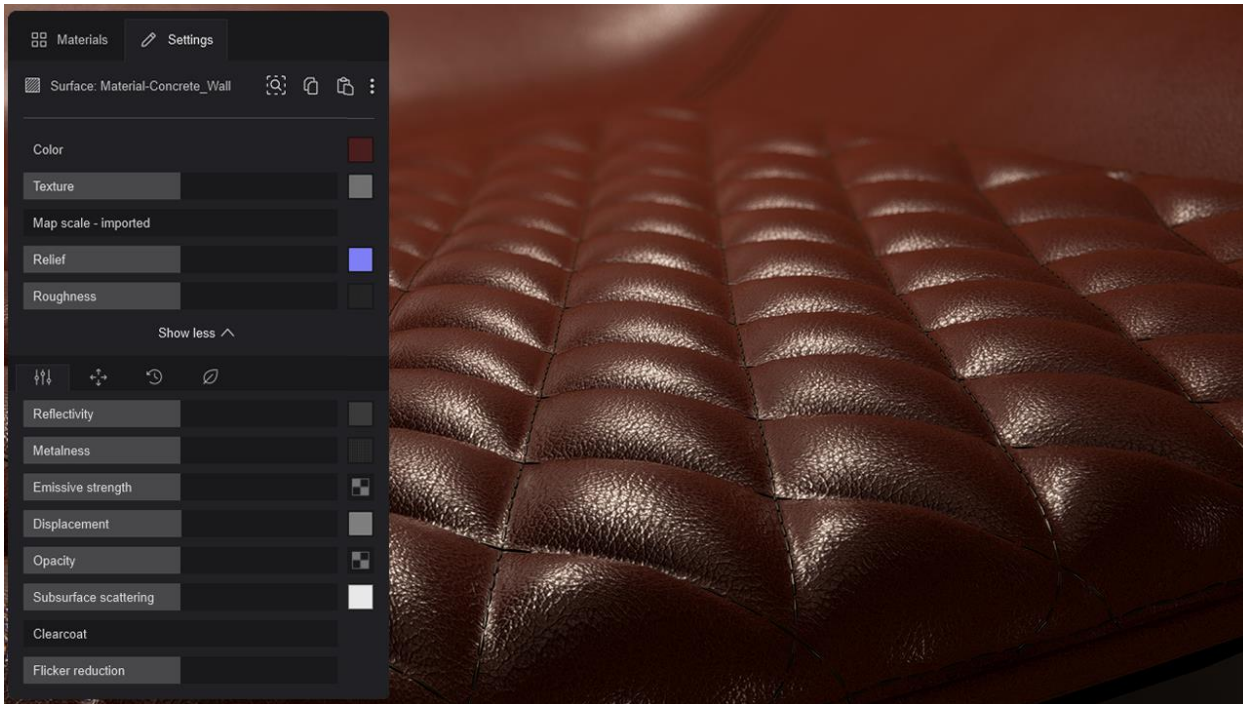 Materials
Settings
Surface: Material-Concrete_Wall
Color
Texture
Map scale - imported
Relief
Roughness
Show less
Reflectivity
Metalness
Emissive strength
Displacement
Opacity
Subsurface scattering
Clearcoat
Flicker reduction